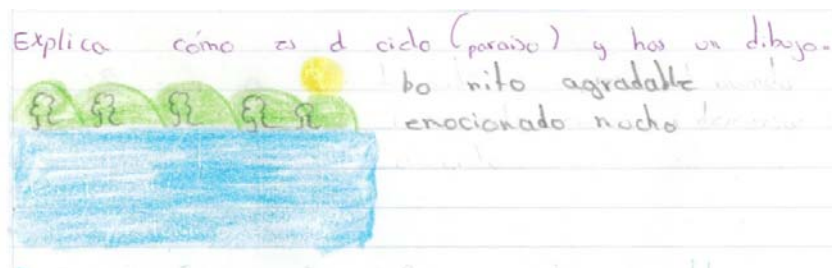 Explica cómo es el cielo (paraiso) y has un dibujo.
bo nito agradable
emocionado mucho